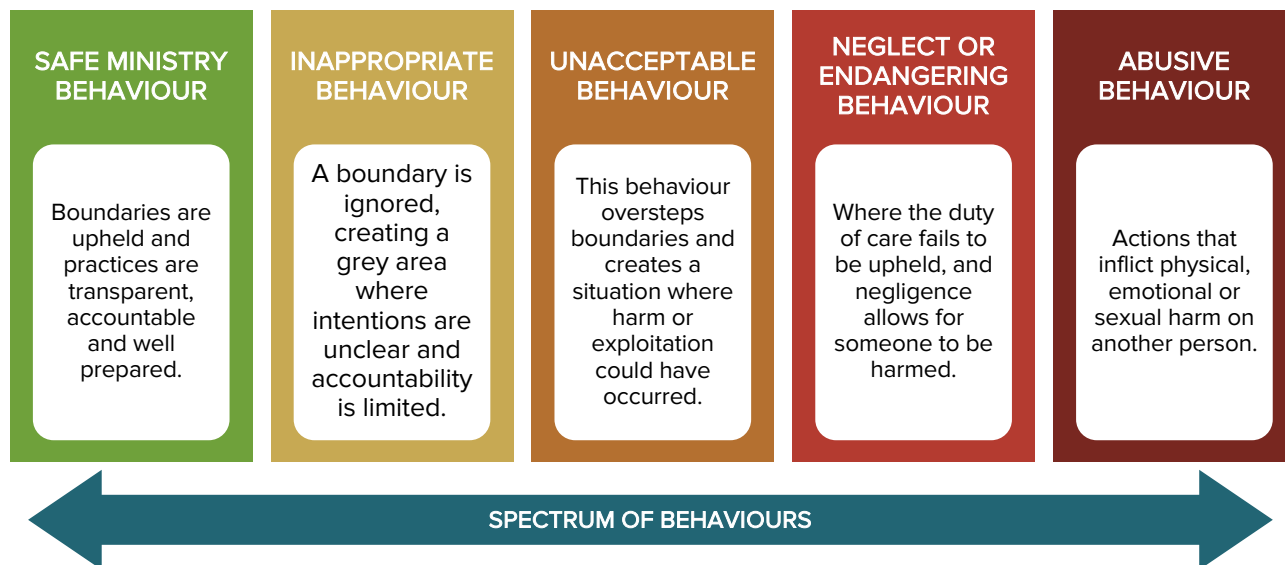 SAFE MINISTRY
BEHAVIOUR
Boundaries are
upheld and
practices are
transparent,
accountable
and well
prepared.
INAPPROPRIATE
BEHAVIOUR
A boundary is
ignored,
creating a
grey area
where
intentions are
unclear and
accountability
is limited.
UNACCEPTABLE
BEHAVIOUR
This behaviour
oversteps
boundaries and
creates a
situation where
harm or
exploitation
could have
occurred.
NEGLECT OR
ENDANGERING
BEHAVIOUR
Where the duty
of care fails to
be upheld, and
negligence
allows for
someone to be
harmed.
ABUSIVE
BEHAVIOUR
Actions that
inflict physical,
emotional or
sexual harm on
another person.
SPECTRUM OF BEHAVIOURS